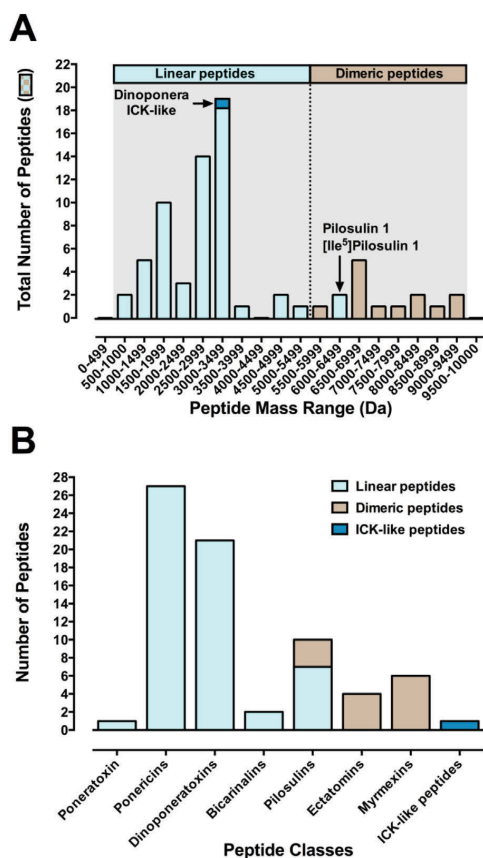 A
Linear peptides
Dimeric peptides
Total Number of Peptides ( )
22
20
18
16
14
12
10
8
6
4
2
0
Dinoponera
ICK-like
Pilosulin 1
[Ile5]Pilosulin 1
0-499
500-1000
1000-1499
1500-1999
2000-2499
2500-2999
3000-3499
3500-3999
4000-4499
4500-4999
5000-5499
5500-5999
6000-6499
6500-6999
7000-7499
7500-7999
8000-8499
8500-8999
9000-9499
9500-10000
Peptide Mass Range (Da)
B
Number of Peptides
28
26
24
22
20
18
16
14
12
10
8
6
4
2
0
Linear peptides
Dimeric peptides
ICK-like peptides
Poneratoxin
Ponericins
Dinoponeratoxins
Bicarinalins
Pilosulins
Ectatomins
Myrmexins
ICK-like peptides
Peptide Classes